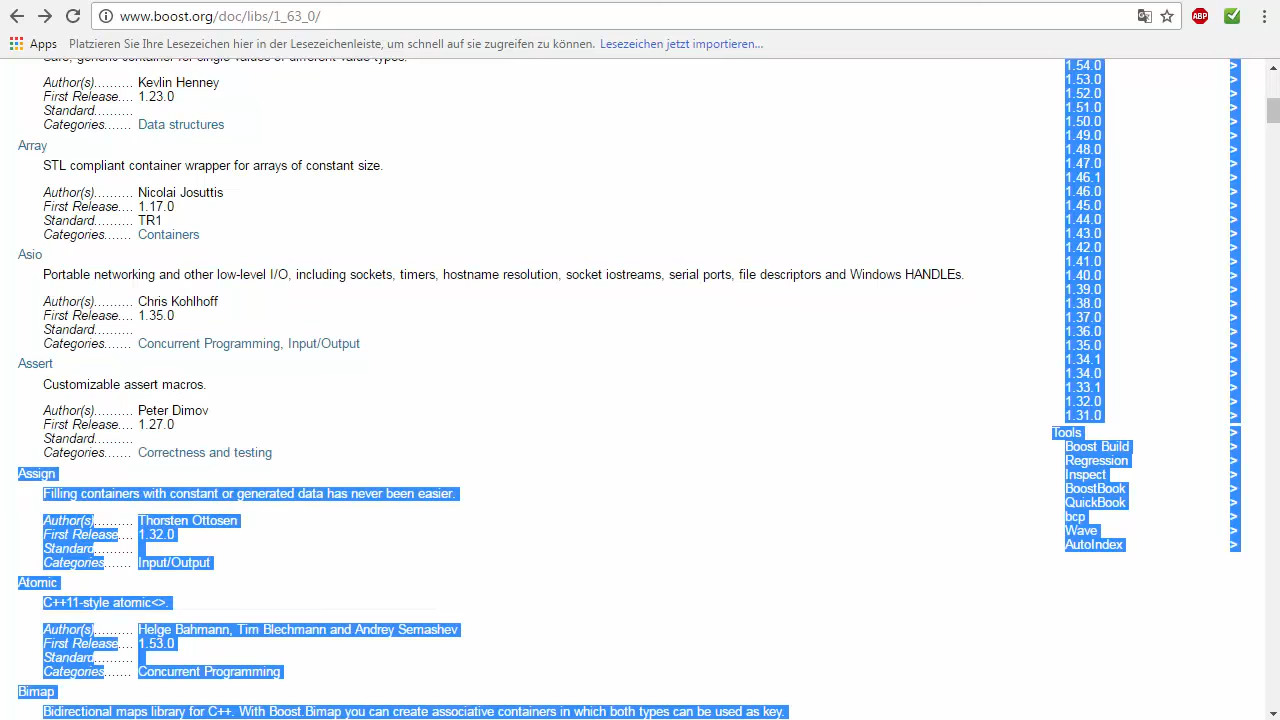 www.boost.org/doc/libs/1_63_0/
ABP
Apps Platzieren Sie Ihre Lesezeichen hier in der Lesezeichenleiste, um schnell auf sie zugreifen zu können. Lesezeichen jetzt importieren...
Safe, generic container for single values of different value types.
Author(s).......... Kevlin Henney
First Release.... 1.23.0
Standard..........
Categories....... Data structures
Array
STL compliant container wrapper for arrays of constant size.
Author(s).......... Nicolai Josuttis
First Release.... 1.17.0
Standard.......... TR1
Categories....... Containers
Asio
Portable networking and other low-level I/O, including sockets, timers, hostname resolution, socket iostreams, serial ports, file descriptors and Windows HANDLEs.
Author(s).......... Chris Kohlhoff
First Release.... 1.35.0
Standard..........
Categories....... Concurrent Programming, Input/Output
Assert
Customizable assert macros.
Author(s).......... Peter Dimov
First Release.... 1.27.0
Standard..........
Categories....... Correctness and testing
Assign
Filling containers with constant or generated data has never been easier.
Author(s).......... Thorsten Ottosen
First Release.... 1.32.0
Standard..........
Categories....... Input/Output
Atomic
C++11-style atomic<>.
Author(s).......... Helge Bahmann, Tim Blechmann and Andrey Semashev
First Release.... 1.53.0
Standard..........
Categories....... Concurrent Programming
Bimap
Bidirectional maps library for C++. With Boost.Bimap you can create associative containers in which both types can be used as key.
1.54.0 >
1.53.0 >
1.52.0 >
1.51.0 >
1.50.0 >
1.49.0 >
1.48.0 >
1.47.0 >
1.46.1 >
1.46.0 >
1.45.0 >
1.44.0 >
1.43.0 >
1.42.0 >
1.41.0 >
1.40.0 >
1.39.0 >
1.38.0 >
1.37.0 >
1.36.0 >
1.35.0 >
1.34.1 >
1.34.0 >
1.33.1 >
1.32.0 >
1.31.0 >
Tools >
Boost Build >
Regression >
Inspect >
BoostBook >
QuickBook >
bcp >
Wave >
AutoIndex >